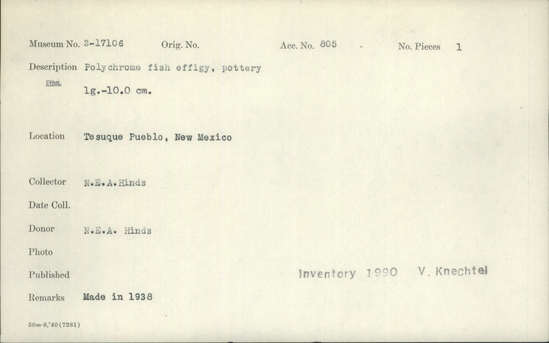 Museum No. 2-17106 Orig. No. Acc. No. 805 No. Pieces 1
Description Polychrome fish effigy, pottery
lg.-10.0 cm.
Location Tesuque Pueblo, New Mexico
Collector N.E.A.Hinds
Date Coll.
Donor N.E.A. Hinds
Photo
Published
Inventory 1990 V. Knechtel
Remarks Made in 1938